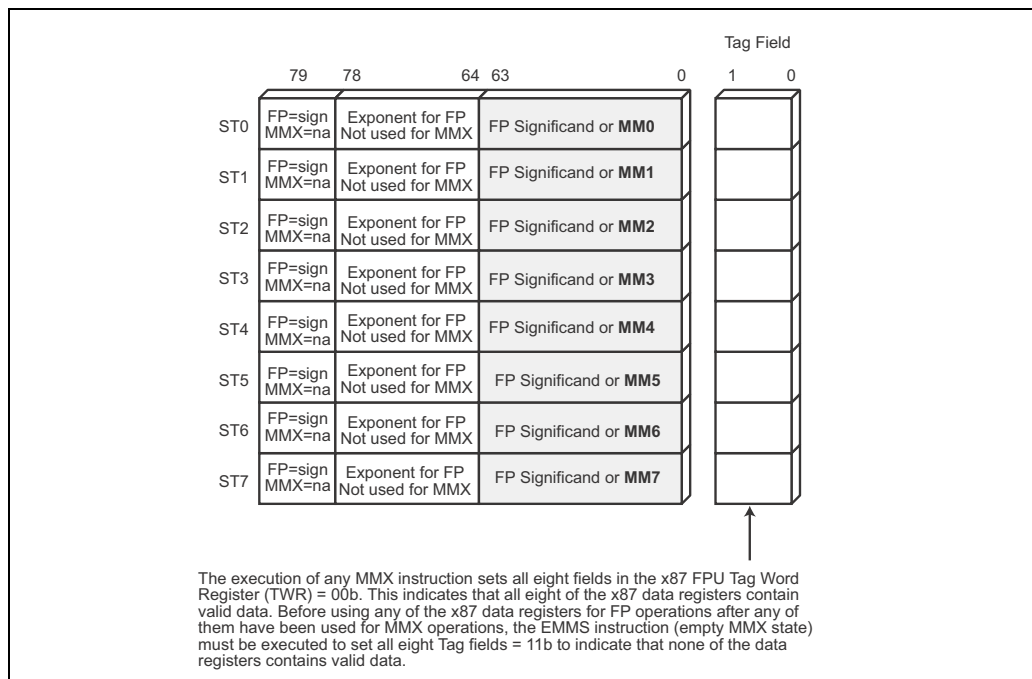 Tag Field
79 78 64 63 0 1 0
ST0 FP=sign MMX=na Exponent for FP Not used for MMX FP Significand or MM0
ST1 FP=sign MMX=na Exponent for FP Not used for MMX FP Significand or MM1
ST2 FP=sign MMX=na Exponent for FP Not used for MMX FP Significand or MM2
ST3 FP=sign MMX=na Exponent for FP Not used for MMX FP Significand or MM3
ST4 FP=sign MMX=na Exponent for FP Not used for MMX FP Significand or MM4
ST5 FP=sign MMX=na Exponent for FP Not used for MMX FP Significand or MM5
ST6 FP=sign MMX=na Exponent for FP Not used for MMX FP Significand or MM6
ST7 FP=sign MMX=na Exponent for FP Not used for MMX FP Significand or MM7
The execution of any MMX instruction sets all eight fields in the x87 FPU Tag Word
Register (TWR) = 00b. This indicates that all eight of the x87 data registers contain
valid data. Before using any of the x87 data registers for FP operations after any of
them have been used for MMX operations, the EMMS instruction (empty MMX state)
must be executed to set all eight Tag fields = 11b to indicate that none of the data
registers contains valid data.